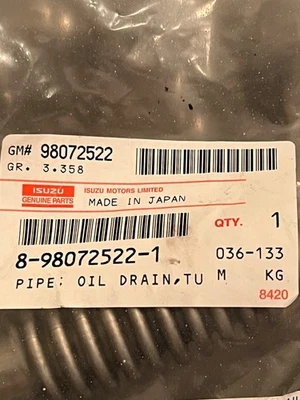 GM# 98072522
GR. 3.358
ISUZU
GENUINE PARTS
ISUZU MOTORS LIMITED
MADE IN JAPAN
QTY. 1
8-98072522-1 036-133
PIPE; OIL DRAIN,TU M KG
8420